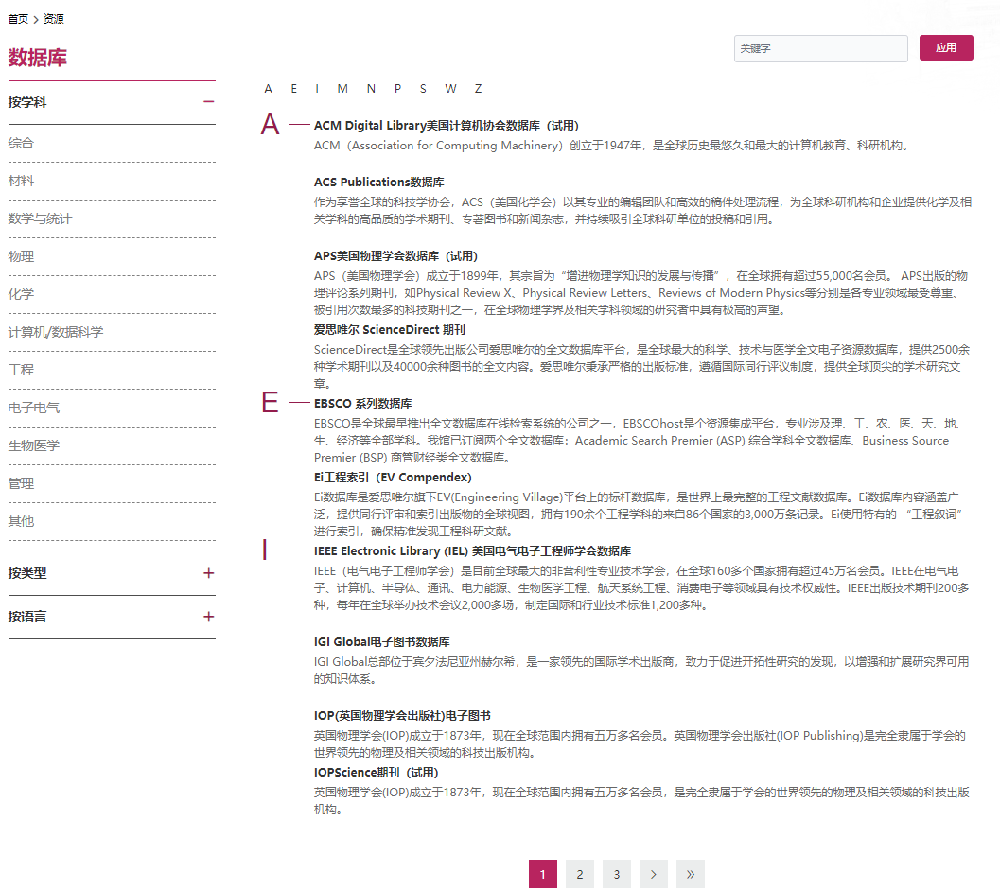 首页 > 资源
数据库
关键字
应用
按学科 −
综合
材料
数学与统计
物理
化学
计算机/数据科学
工程
电子电气
生物医学
管理
其他
按类型 +
按语言 +
A E I M N P S W Z
A
ACM Digital Library美国计算机协会数据库（试用）
ACM（Association for Computing Machinery）创立于1947年，是全球历史最悠久和最大的计算机教育、科研机构。
ACS Publications数据库
作为享誉全球的科技学协会，ACS（美国化学会）以其专业的编辑团队和高效的稿件处理流程，为全球科研机构和企业提供化学及相
关学科的高品质的学术期刊、专著图书和新闻杂志，并持续吸引全球科研单位的投稿和引用。
APS美国物理学会数据库（试用）
APS（美国物理学会）成立于1899年，其宗旨为“增进物理学知识的发展与传播”，在全球拥有超过55,000名会员。 APS出版的物
理评论系列期刊，如Physical Review X、Physical Review Letters、Reviews of Modern Physics等分别是各专业领域最受尊重、
被引用次数最多的科技期刊之一，在全球物理学界及相关学科领域的研究者中具有极高的声望。
爱思唯尔 ScienceDirect 期刊
ScienceDirect是全球领先出版公司爱思唯尔的全文数据库平台，是全球最大的科学、技术与医学全文电子资源数据库，提供2500余
种学术期刊以及40000余种图书的全文内容。爱思唯尔秉承严格的出版标准，遵循国际同行评议制度，提供全球顶尖的学术研究文
章。
E
EBSCO 系列数据库
EBSCO是全球最早推出全文数据库在线检索系统的公司之一，EBSCOhost是个资源集成平台，专业涉及理、工、农、医、天、地、
生、经济等全部学科。我馆已订阅两个全文数据库：Academic Search Premier (ASP) 综合学科全文数据库、Business Source
Premier (BSP) 商管财经类全文数据库。
Ei工程索引（EV Compendex）
Ei数据库是爱思唯尔旗下EV(Engineering Village)平台上的标杆数据库，是世界上最完整的工程文献数据库。Ei数据库内容涵盖广
泛，提供同行评审和索引出版物的全球视图，拥有190余个工程学科的来自86个国家的3,000万条记录。Ei使用特有的 “工程叙词”
进行索引，确保精准发现工程科研文献。
I
IEEE Electronic Library (IEL) 美国电气电子工程师学会数据库
IEEE（电气电子工程师学会）是目前全球最大的非营利性专业技术学会，在全球160多个国家拥有超过45万名会员。IEEE在电气电
子、计算机、半导体、通讯、电力能源、生物医学工程、航天系统工程、消费电子等领域具有技术权威性。IEEE出版技术期刊200多
种，每年在全球举办技术会议2,000多场，制定国际和行业技术标准1,200多种。
IGI Global电子图书数据库
IGI Global总部位于宾夕法尼亚州赫尔希，是一家领先的国际学术出版商，致力于促进开拓性研究的发现，以增强和扩展研究界可用
的知识体系。
IOP(英国物理学会出版社)电子图书
英国物理学会(IOP)成立于1873年，现在全球范围内拥有五万多名会员。英国物理学会出版社(IOP Publishing)是完全隶属于学会的
世界领先的物理及相关领域的科技出版机构。
IOPScience期刊（试用）
英国物理学会(IOP)成立于1873年，现在全球范围内拥有五万多名会员，是完全隶属于学会的世界领先的物理及相关领域的科技出版
机构。
1 2 3 > »